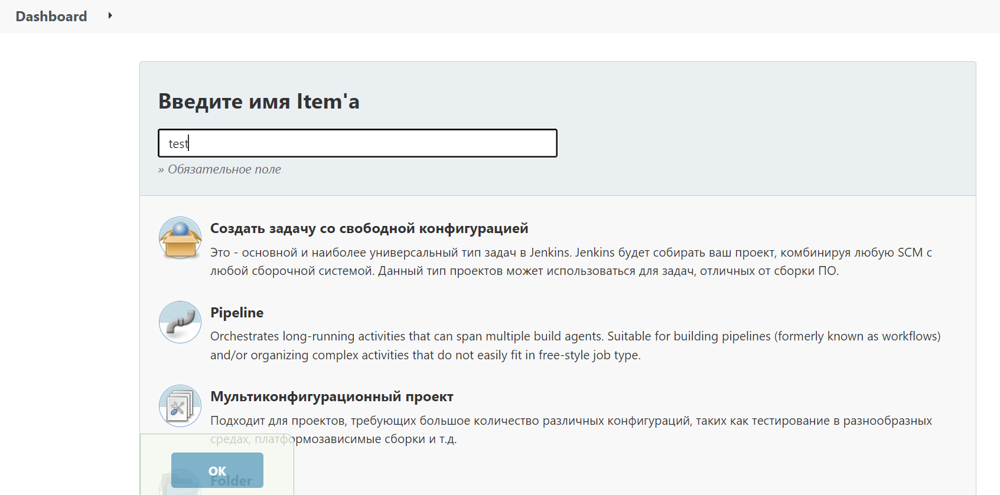 Dashboard
Введите имя Item'а
test
» Обязательное поле
Создать задачу со свободной конфигурацией
Это - основной и наиболее универсальный тип задач в Jenkins. Jenkins будет собирать ваш проект, комбинируя любую SCM с
любой сборочной системой. Данный тип проектов может использоваться для задач, отличных от сборки ПО.
Pipeline
Orchestrates long-running activities that can span multiple build agents. Suitable for building pipelines (formerly known as workflows)
and/or organizing complex activities that do not easily fit in free-style job type.
Мультиконфигурационный проект
Подходит для проектов, требующих большое количество различных конфигураций, таких как тестирование в разнообразных
средах, платформозависимые сборки и т.д.
OK
Folder